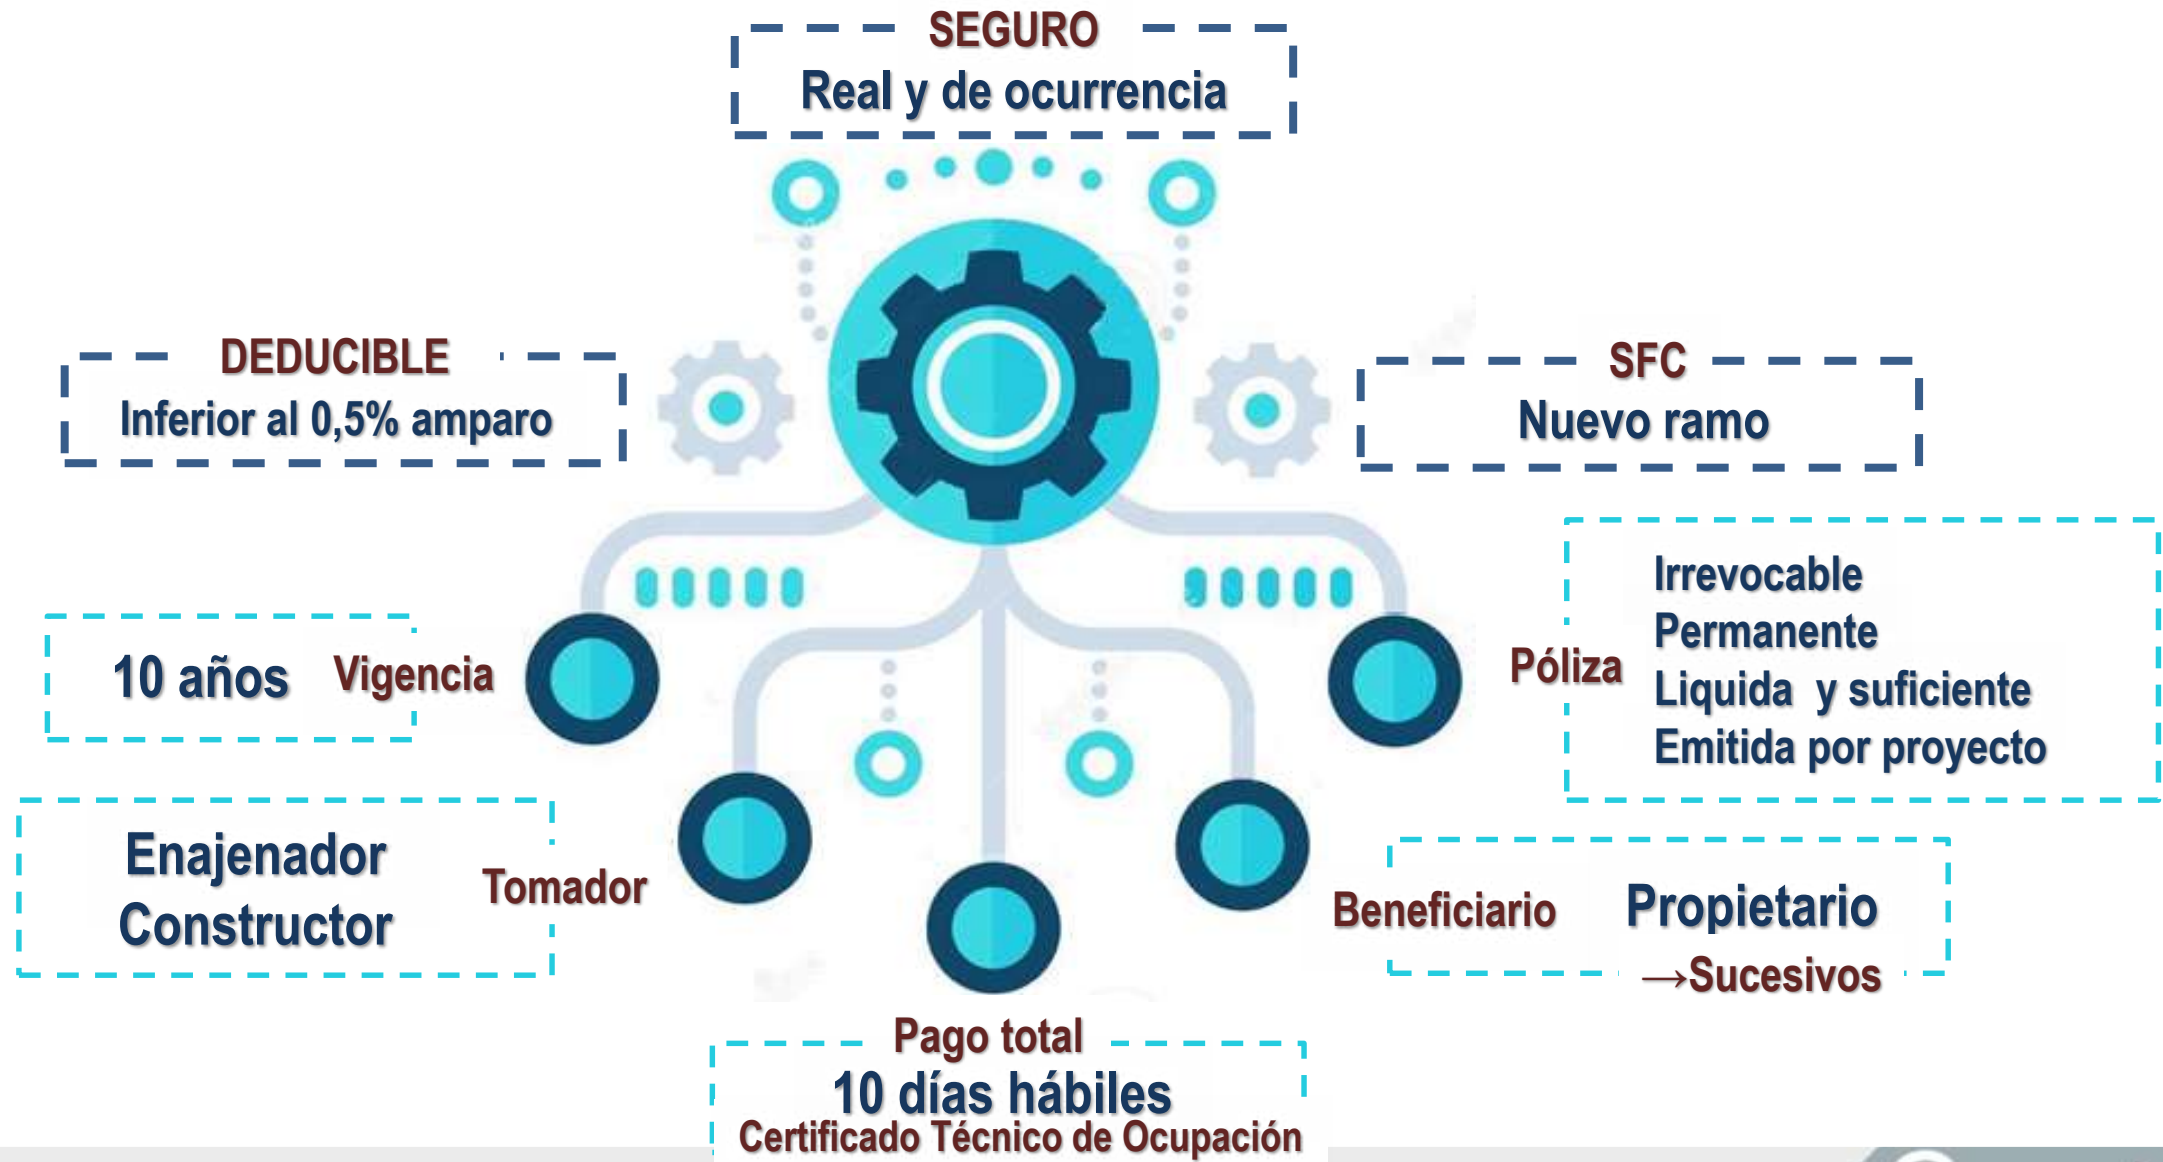 SEGURO
Real y de ocurrencia
DEDUCIBLE
Inferior al 0,5% amparo
SFC
Nuevo ramo
10 años
Vigencia
Póliza
Irrevocable
Permanente
Liquida y suficiente
Emitida por proyecto
Enajenador
Constructor
Tomador
Beneficiario
Propietario
→Sucesivos
Pago total
10 días hábiles
Certificado Técnico de Ocupación